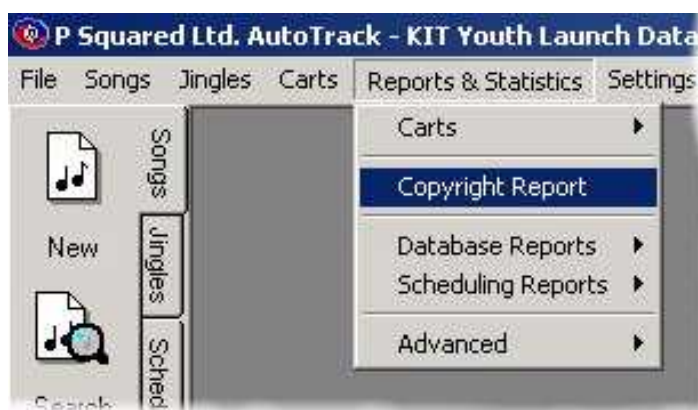 P Squared Ltd. AutoTrack - KIT Youth Launch Data
File Songs Jingles Carts Reports & Statistics Settings
Carts
Copyright Report
Database Reports
Scheduling Reports
Advanced
Songs
Jingles
Sched
New
Search